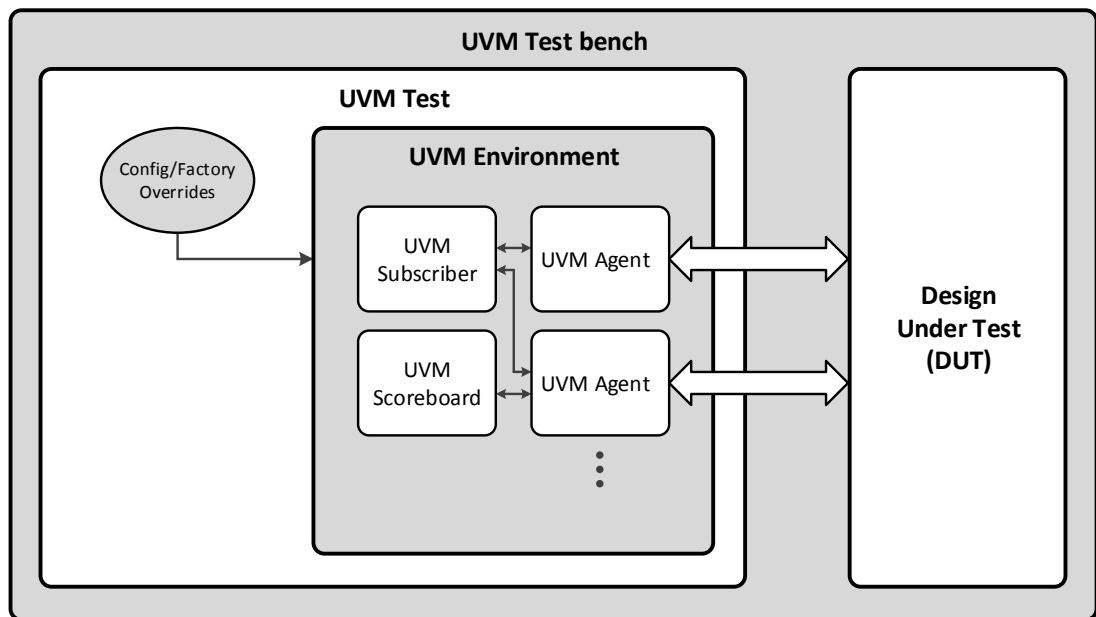 UVM Test bench
UVM Test
Config/Factory
Overrides
UVM Environment
UVM
Subscriber
UVM Agent
UVM
Scoreboard
UVM Agent
Design
Under Test
(DUT)